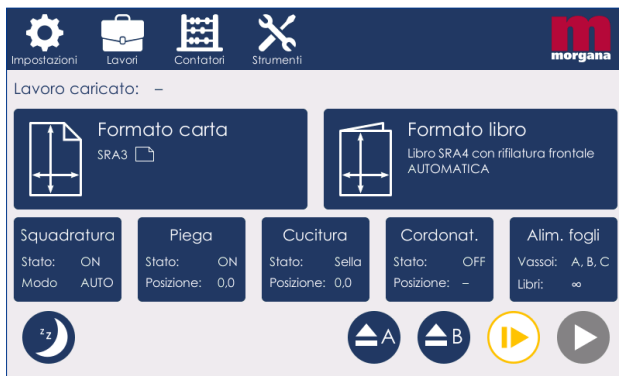 Impostazioni Lavori Contatori Strumenti
morgana
Lavoro caricato: –
Formato carta
SRA3
Formato libro
Libro SRA4 con rifilatura frontale
AUTOMATICA
Squadratura
Stato: ON
Modo AUTO
Piega
Stato: ON
Posizione: 0,0
Cucitura
Stato: Sella
Posizione: 0,0
Cordonat.
Stato: OFF
Posizione: –
Alim. fogli
Vassoi: A, B, C
Libri: ∞
z z
A
B